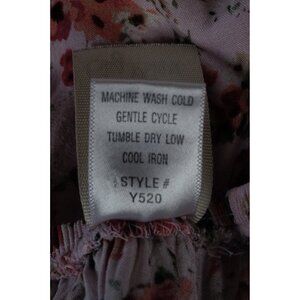 MACHINE WASH COLD
GENTLE CYCLE
TUMBLE DRY LOW
COOL IRON
STYLE #
Y520